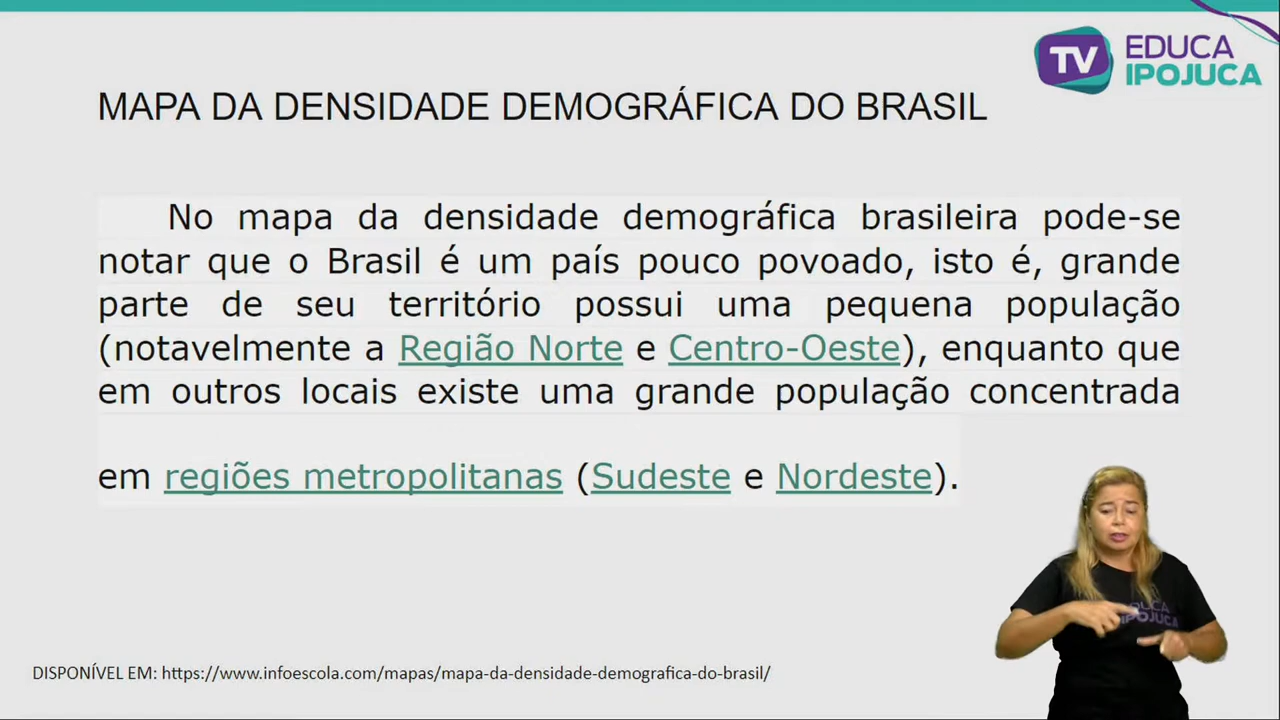 TV EDUCA
IPOJUCA
MAPA DA DENSIDADE DEMOGRÁFICA DO BRASIL
No mapa da densidade demográfica brasileira pode-se
notar que o Brasil é um país pouco povoado, isto é, grande
parte de seu território possui uma pequena população
(notavelmente a Região Norte e Centro-Oeste), enquanto que
em outros locais existe uma grande população concentrada
em regiões metropolitanas (Sudeste e Nordeste).
EDUCA
IPOJUCA
DISPONÍVEL EM: https://www.infoescola.com/mapas/mapa-da-densidade-demografica-do-brasil/